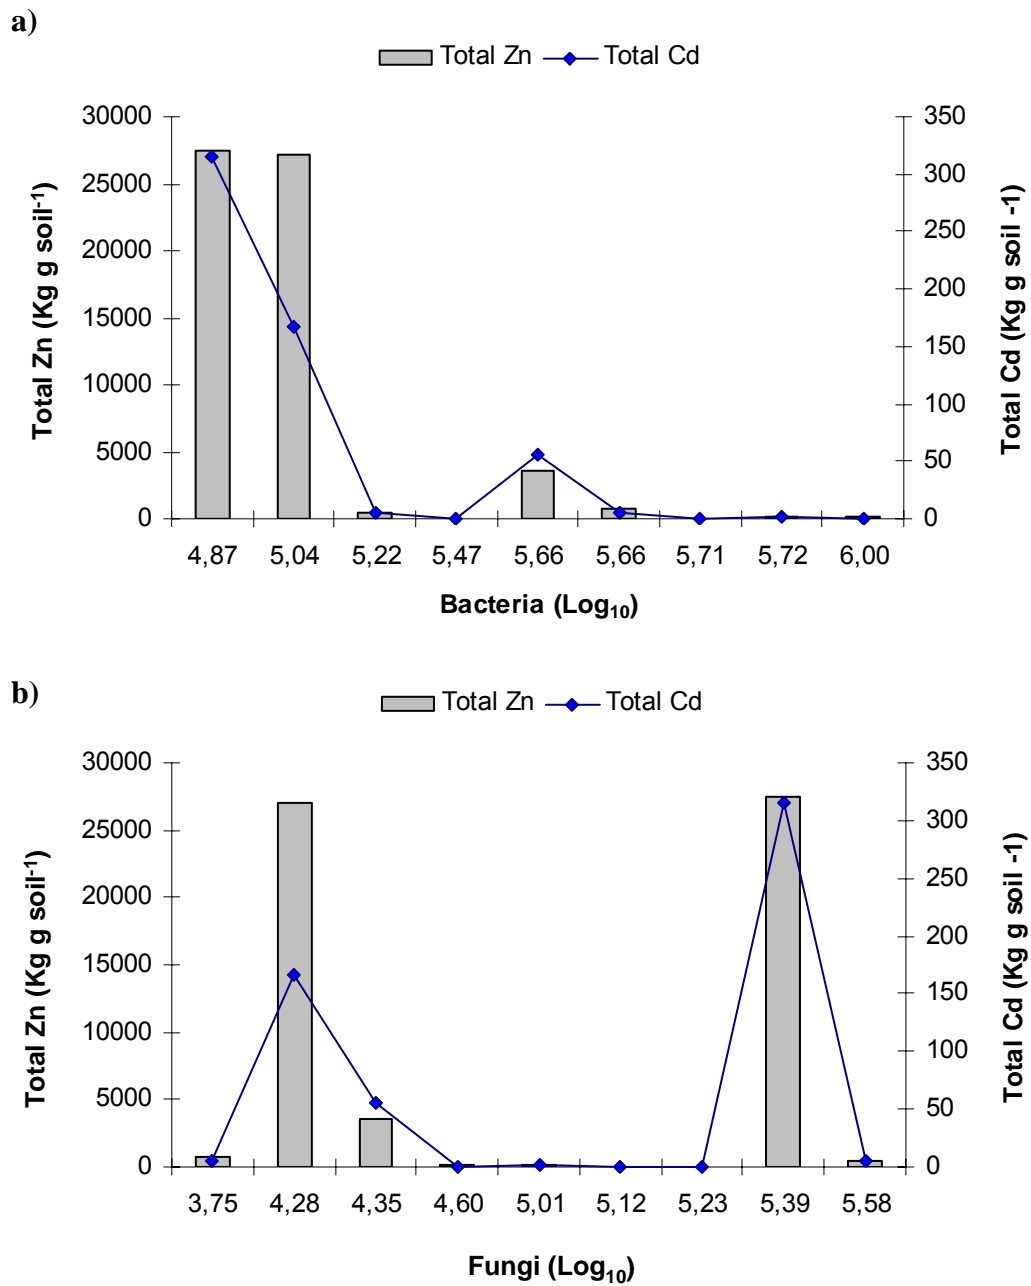 a)
Total Zn Total Cd
Total Zn (Kg g soil-1)
30000
25000
20000
15000
10000
5000
0
350
300
250
200
150
100
50
0
Total Cd (Kg g soil -1)
4,87 5,04 5,22 5,47 5,66 5,66 5,71 5,72 6,00
Bacteria (Log10)
b)
Total Zn Total Cd
Total Zn (Kg g soil-1)
30000
25000
20000
15000
10000
5000
0
350
300
250
200
150
100
50
0
Total Cd (Kg g soil -1)
3,75 4,28 4,35 4,60 5,01 5,12 5,23 5,39 5,58
Fungi (Log10)